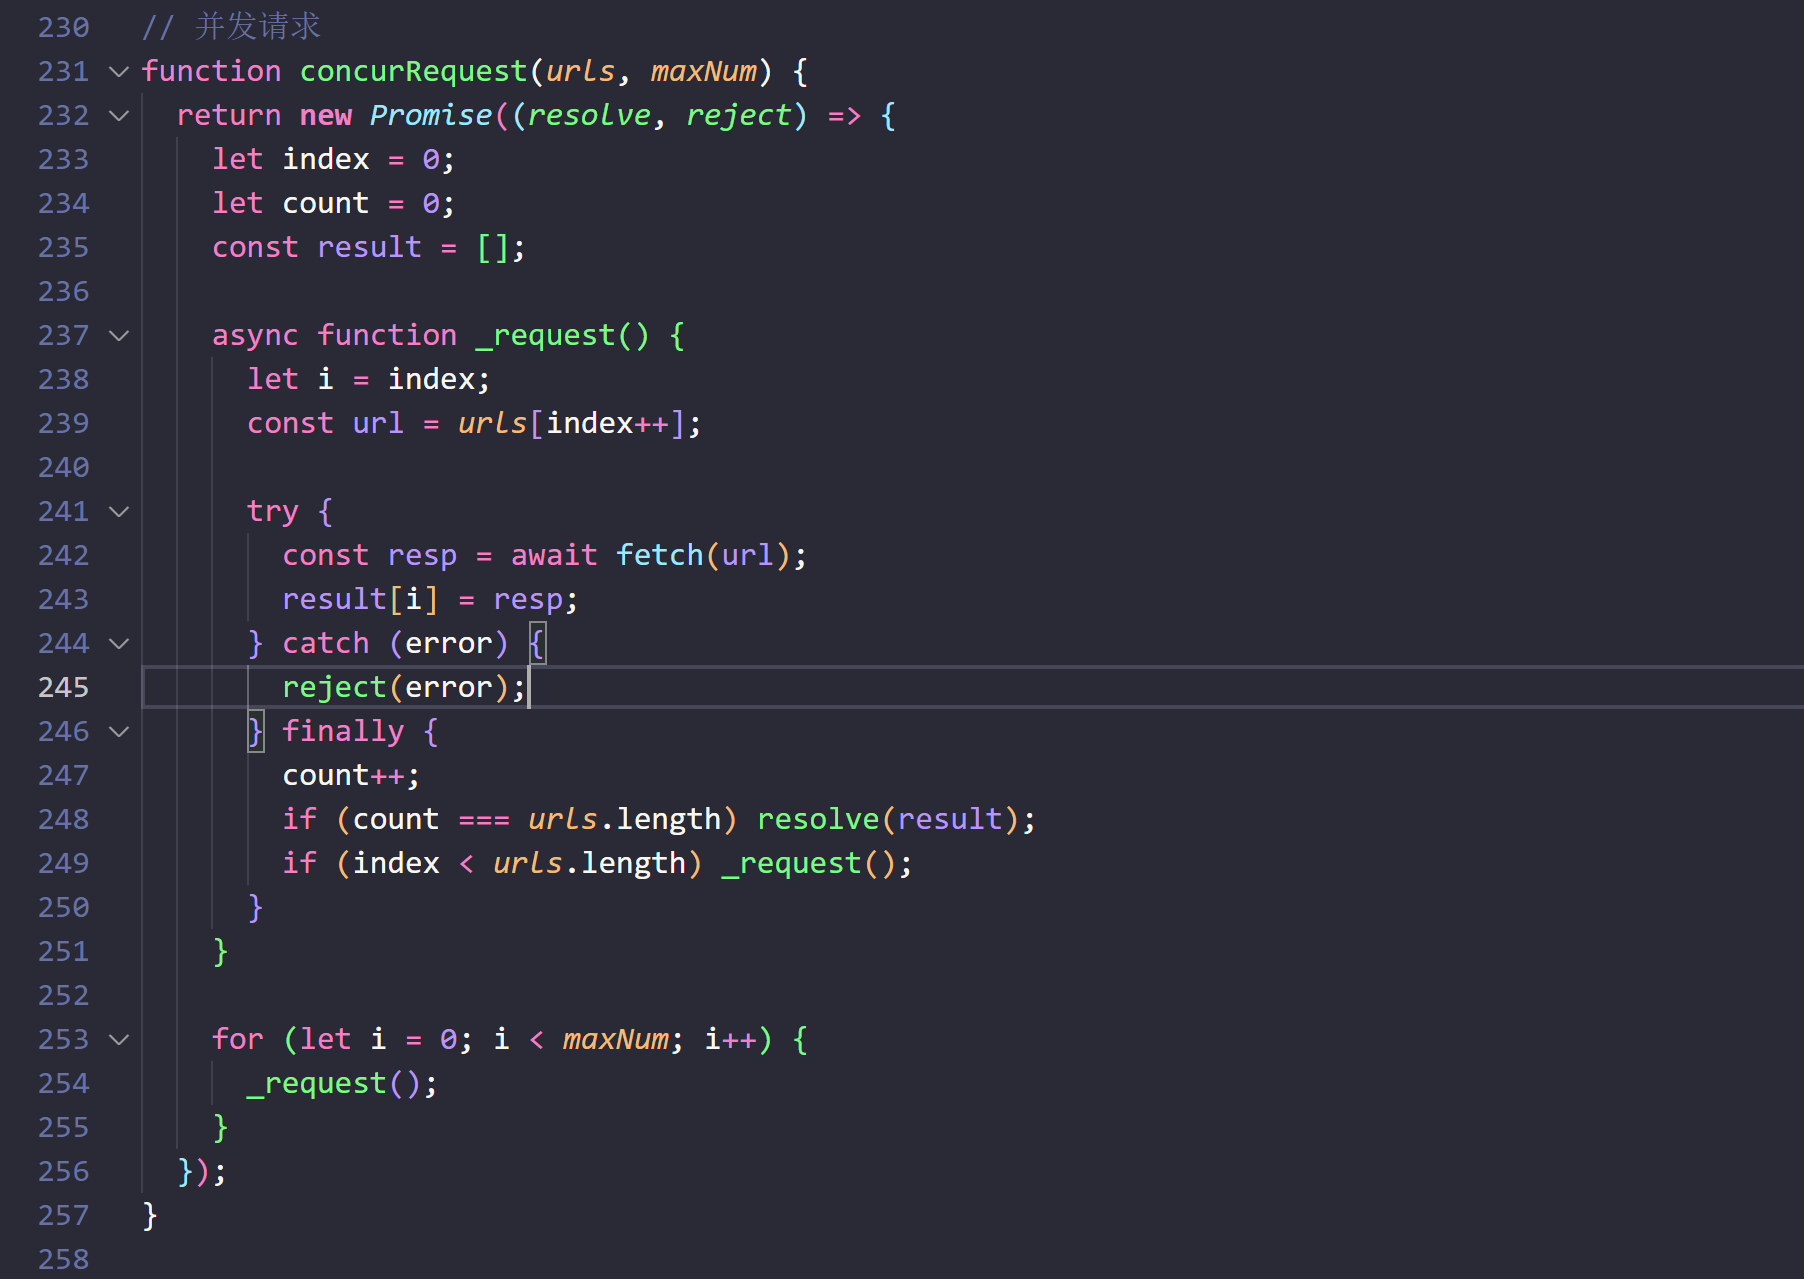 230 // 并发请求
231 function concurRequest(urls, maxNum) {
232   return new Promise((resolve, reject) => {
233     let index = 0;
234     let count = 0;
235     const result = [];
236
237     async function _request() {
238       let i = index;
239       const url = urls[index++];
240
241       try {
242         const resp = await fetch(url);
243         result[i] = resp;
244       } catch (error) {
245         reject(error);
246       } finally {
247         count++;
248         if (count === urls.length) resolve(result);
249         if (index < urls.length) _request();
250       }
251     }
252
253     for (let i = 0; i < maxNum; i++) {
254       _request();
255     }
256   });
257 }
258